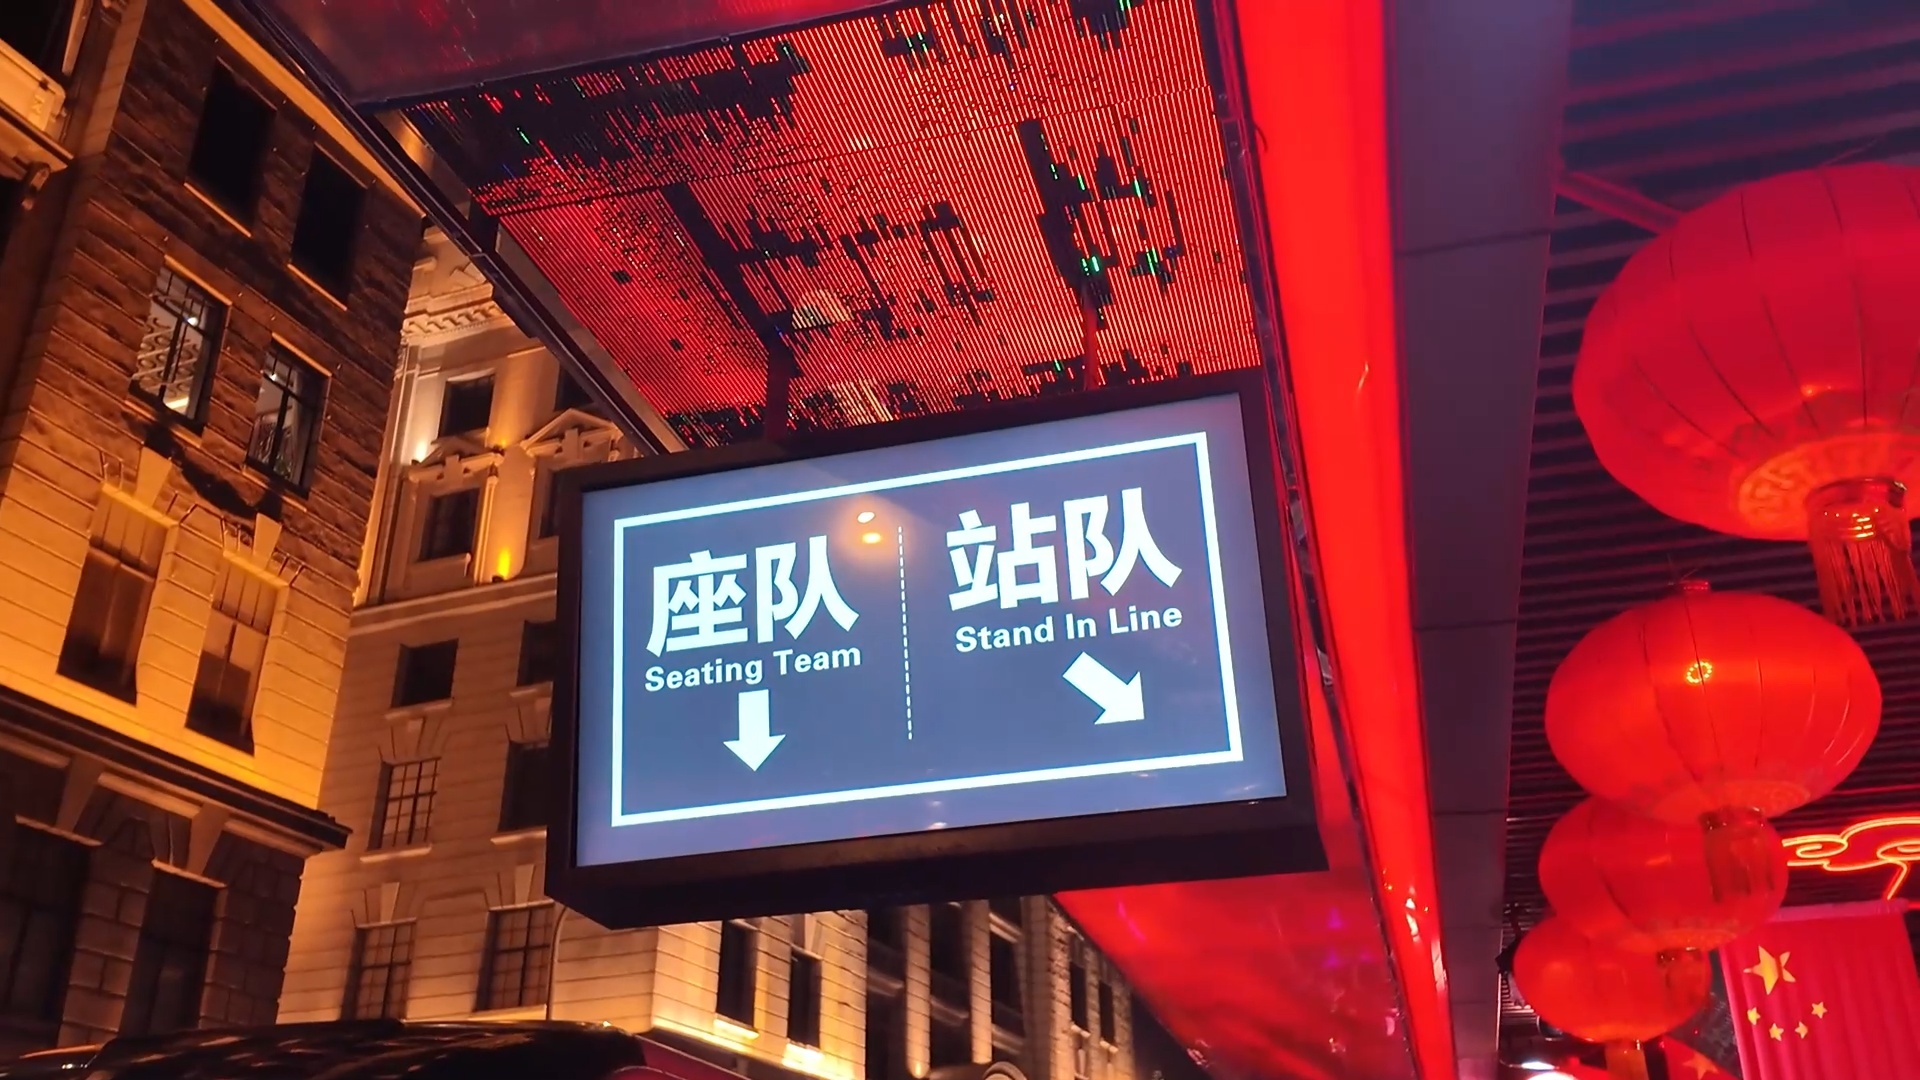 座队
Seating Team
站队
Stand In Line